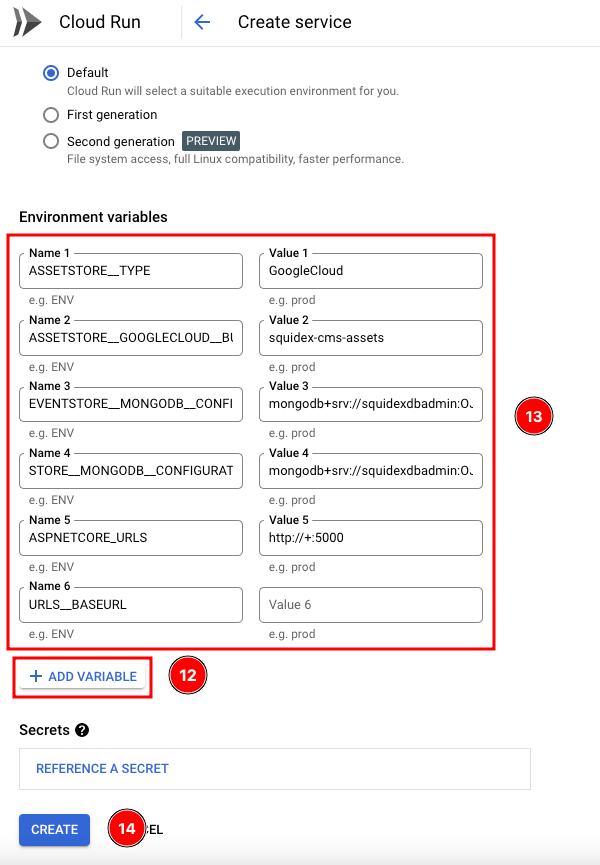 Cloud Run
Create service
Default
Cloud Run will select a suitable execution environment for you.
First generation
Second generation PREVIEW
File system access, full Linux compatibility, faster performance.
Environment variables
Name 1 Value 1
ASSETSTORE__TYPE GoogleCloud
e.g. ENV e.g. prod
Name 2 Value 2
ASSETSTORE__GOOGLECLOUD__BU squidex-cms-assets
e.g. ENV e.g. prod
Name 3 Value 3
EVENTSTORE__MONGODB__CONFI mongodb+srv://squidexdbadmin:OJ
13
e.g. ENV e.g. prod
Name 4 Value 4
STORE__MONGODB__CONFIGURAT mongodb+srv://squidexdbadmin:OJ
e.g. ENV e.g. prod
Name 5 Value 5
ASPNETCORE_URLS http://+:5000
e.g. ENV e.g. prod
Name 6
URLS__BASEURL Value 6
e.g. ENV e.g. prod
+ ADD VARIABLE 12
Secrets ?
REFERENCE A SECRET
CREATE 14 CEL